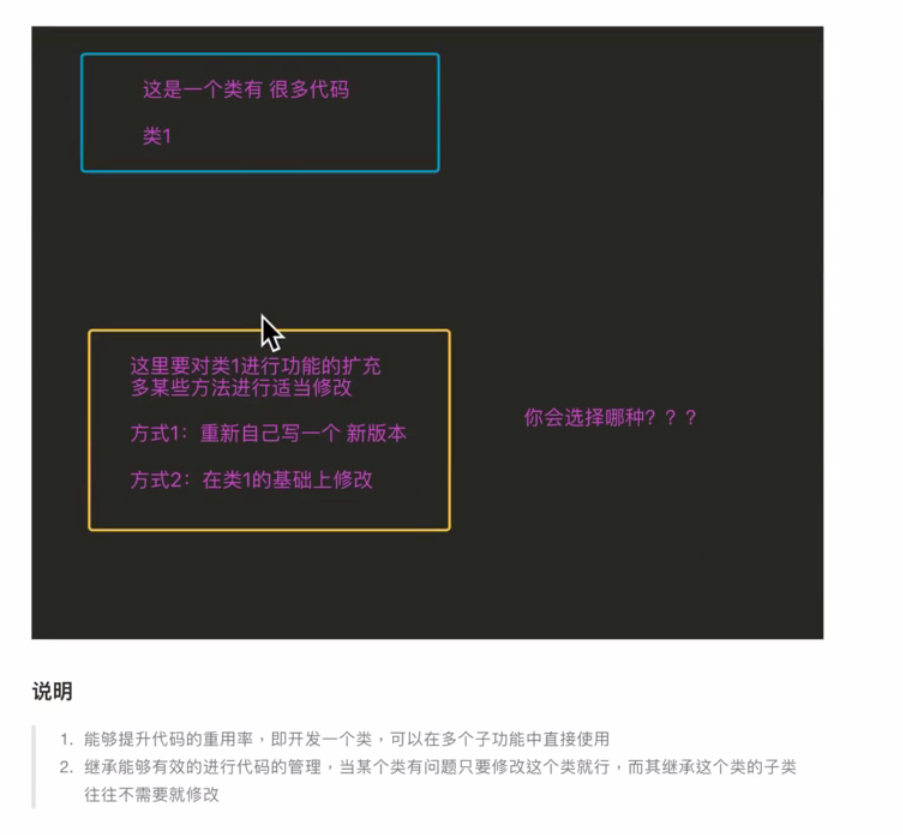 这是一个类有 很多代码
类1
这里要对类1进行功能的扩充
多某些方法进行适当修改
方式1：重新自己写一个 新版本
方式2：在类1的基础上修改
你会选择哪种？？？
说明
1. 能够提升代码的重用率，即开发一个类，可以在多个子功能中直接使用
2. 继承能够有效的进行代码的管理，当某个类有问题只要修改这个类就行，而其继承这个类的子类
往往不需要就修改